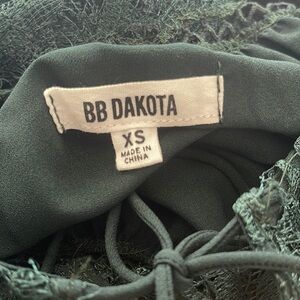 BB DAKOTA
XS
MADE IN
CHINA